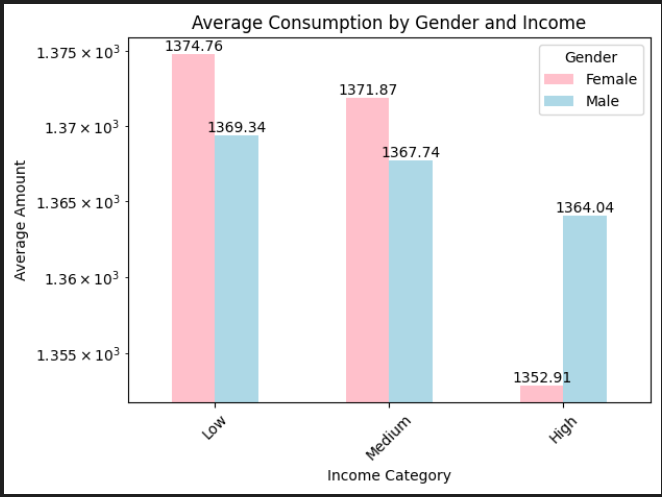 Average Consumption by Gender and Income
1.375 × 10³
1.37 × 10³
1.365 × 10³
1.36 × 10³
1.355 × 10³
Average Amount
1374.76
1369.34
1371.87
1367.74
1352.91
1364.04
Gender
Female
Male
Low
Medium
High
Income Category